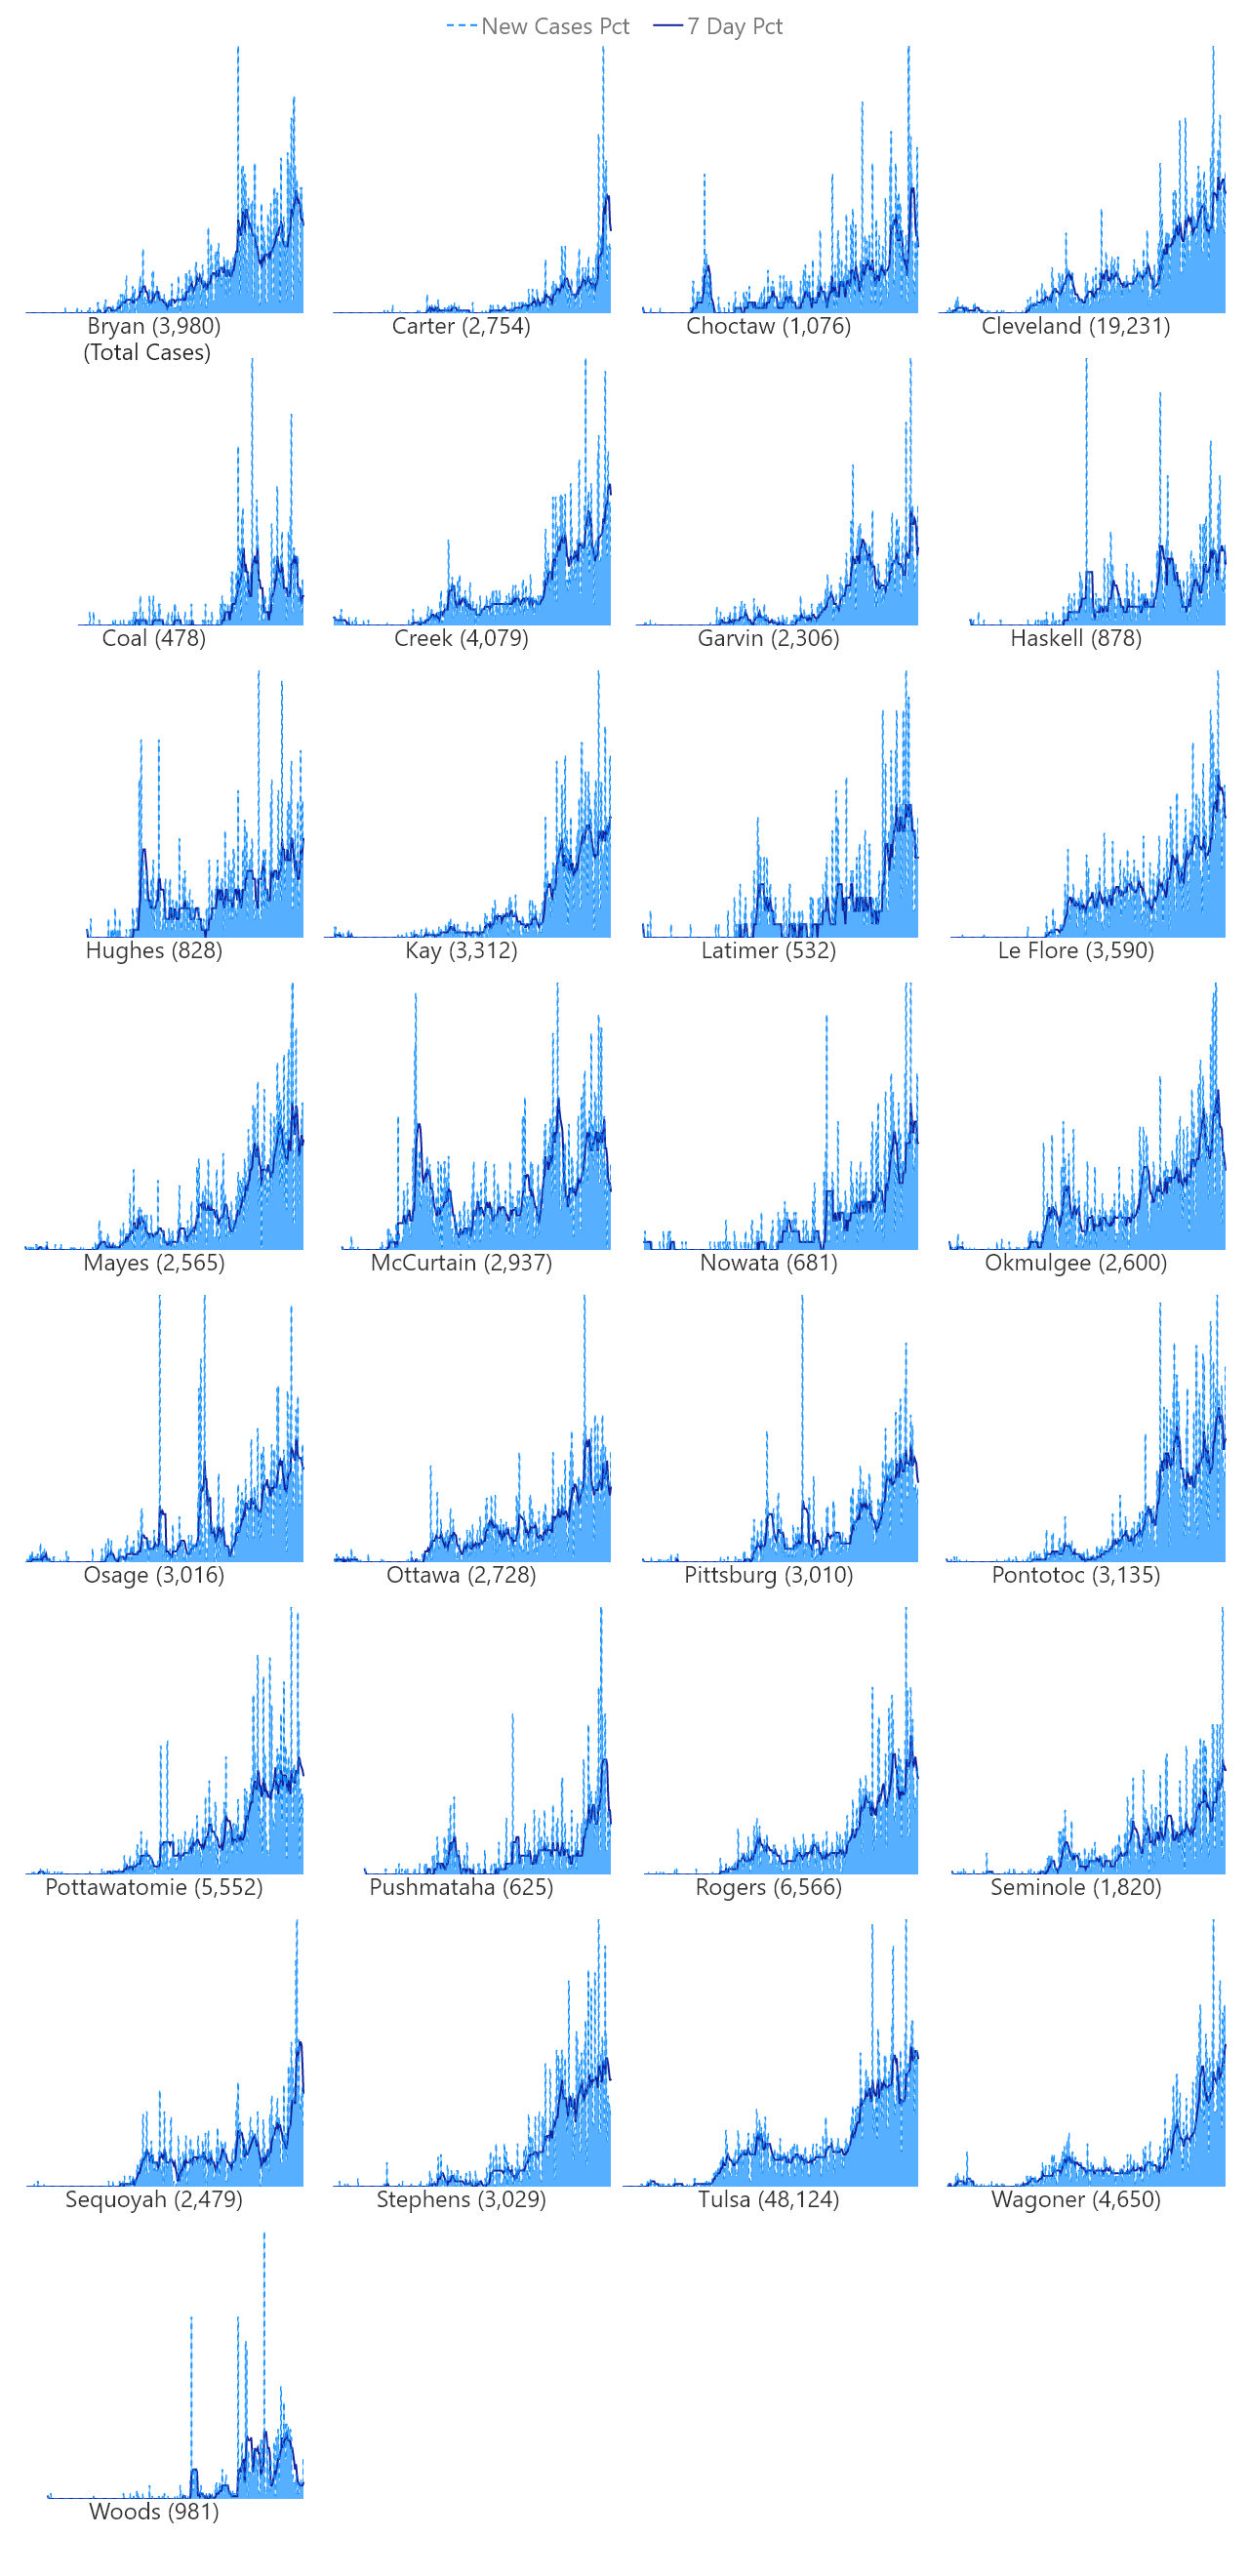 New Cases Pct 7 Day Pct
Bryan (3,980) Carter (2,754) Choctaw (1,076) Cleveland (19,231)
(Total Cases)
Coal (478) Creek (4,079) Garvin (2,306) Haskell (878)
Hughes (828) Kay (3,312) Latimer (532) Le Flore (3,590)
Mayes (2,565) McCurtain (2,937) Nowata (681) Okmulgee (2,600)
Osage (3,016) Ottawa (2,728) Pittsburg (3,010) Pontotoc (3,135)
Pottawatomie (5,552) Pushmataha (625) Rogers (6,566) Seminole (1,820)
Sequoyah (2,479) Stephens (3,029) Tulsa (48,124) Wagoner (4,650)
Woods (981)